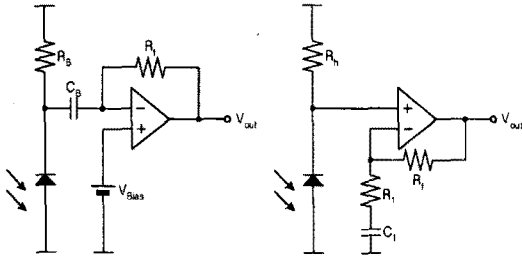 R_B
C_B
R_f
V_out
V_Bias
R_h
V_out
R_f
R_1
C_1